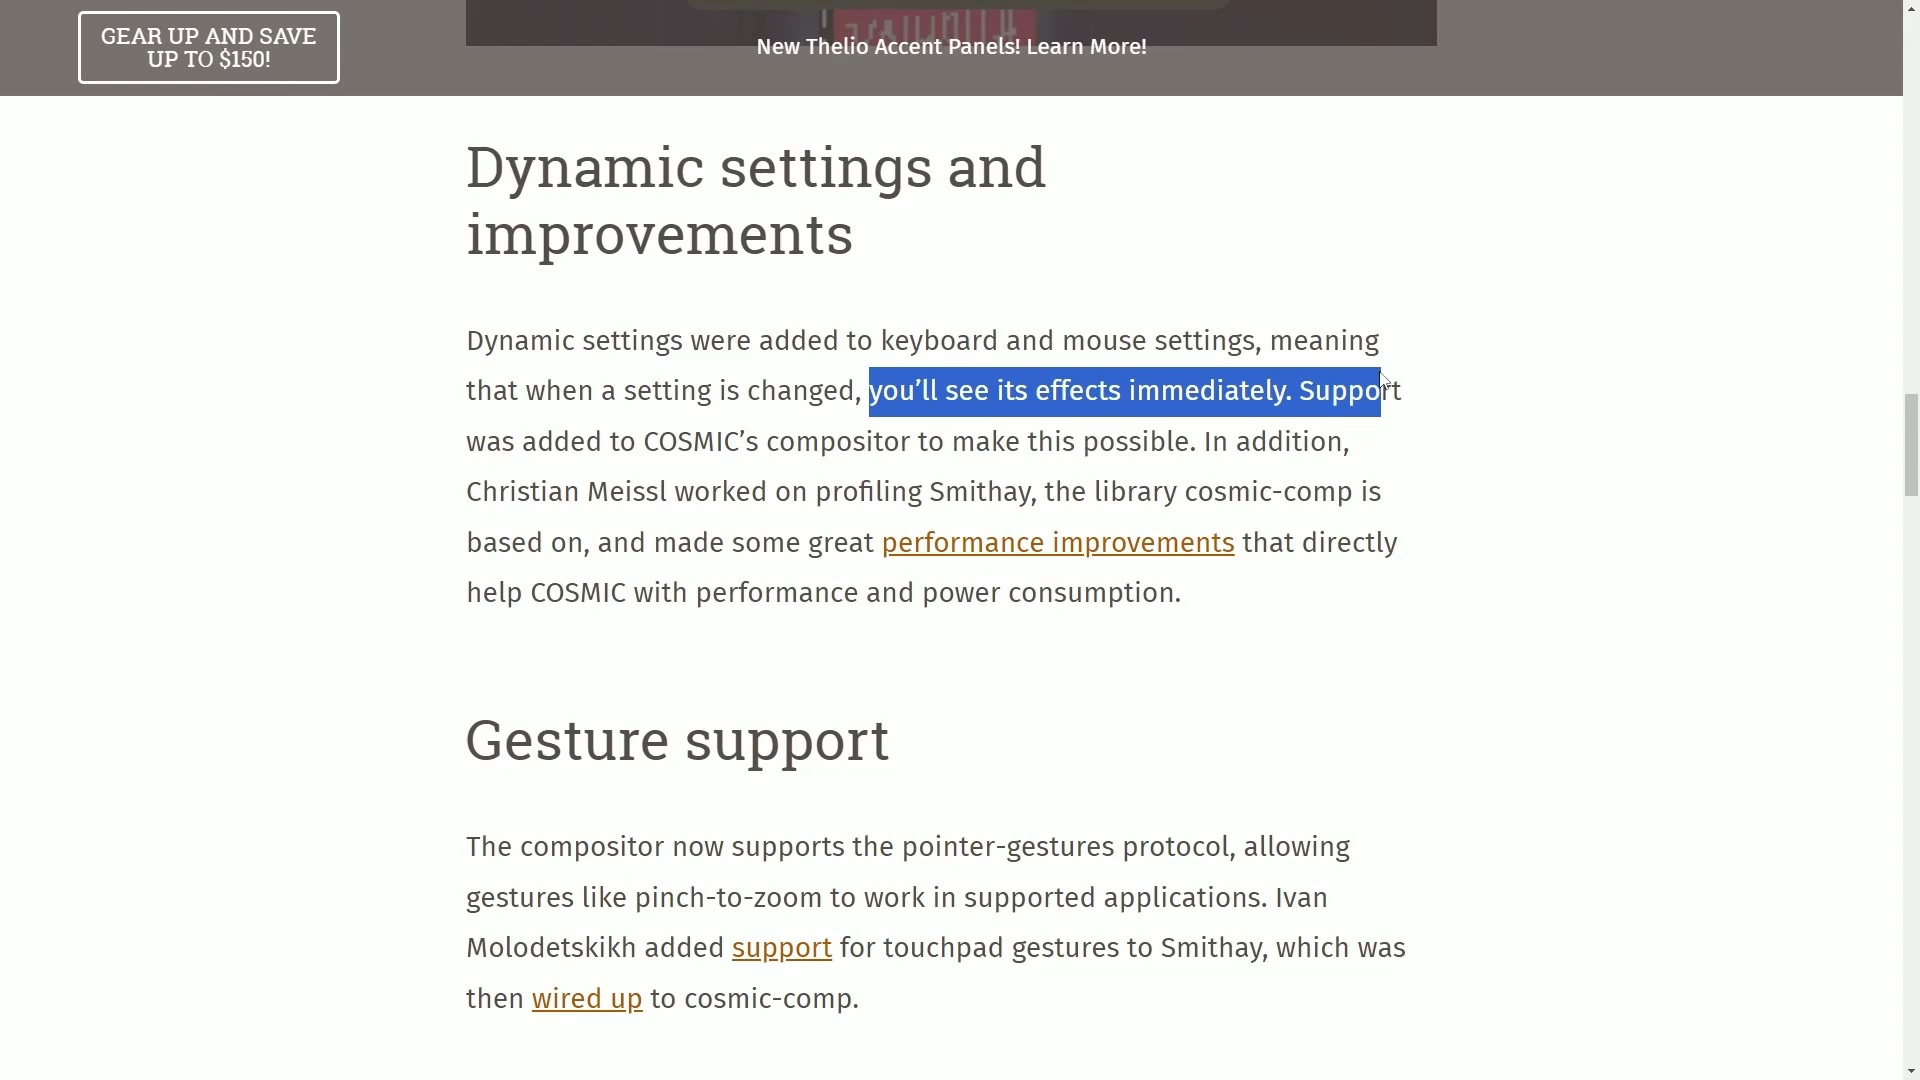 GEAR UP AND SAVE
UP TO $150!
New Thelio Accent Panels! Learn More!
Dynamic settings and
improvements
Dynamic settings were added to keyboard and mouse settings, meaning
that when a setting is changed, you’ll see its effects immediately. Support
was added to COSMIC’s compositor to make this possible. In addition,
Christian Meissl worked on profiling Smithay, the library cosmic-comp is
based on, and made some great performance improvements that directly
help COSMIC with performance and power consumption.
Gesture support
The compositor now supports the pointer-gestures protocol, allowing
gestures like pinch-to-zoom to work in supported applications. Ivan
Molodetskikh added support for touchpad gestures to Smithay, which was
then wired up to cosmic-comp.